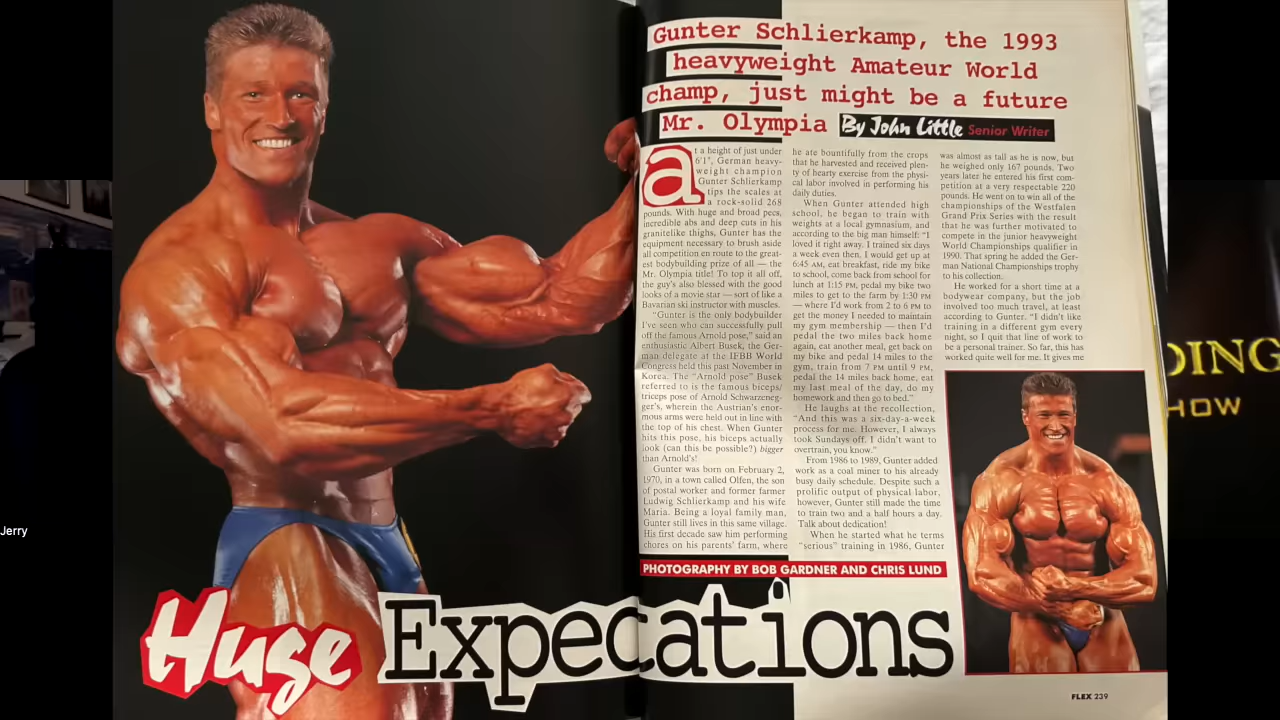 Gunter Schlierkamp, the 1993
heavyweight Amateur World
champ, just might be a future
Mr. Olympia By John Little Senior Writer
at a height of just under
6'1", German heavy-
weight champion
Gunter Schlierkamp
tips the scales at
a rock-solid 268
pounds. With huge and broad pecs,
incredible abs and deep cuts in his
granitelike thighs, Gunter has the
equipment necessary to brush aside
all competition en route to the great-
est bodybuilding prize of all — the
Mr. Olympia title! To top it all off,
the guy's also blessed with the good
looks of a movie star — sort of like a
Bavarian ski instructor with muscles.
"Gunter is the only bodybuilder
I've seen who can successfully pull
off the famous Arnold pose," said an
enthusiastic Albert Busek, the Ger-
man delegate at the IFBB World
Congress held this past November in
Korea. The "Arnold pose" Busek
referred to is the famous biceps/
triceps pose of Arnold Schwarzeneg-
ger's, wherein the Austrian's enor-
mous arms were held out in line with
the top of his chest. When Gunter
hits this pose, his biceps actually
look (can this be possible?) bigger
than Arnold's!
Gunter was born on February 2,
1970, in a town called Olfen, the son
of postal worker and former farmer
Ludwig Schlierkamp and his wife
Maria. Being a loyal family man,
Gunter still lives in this same village.
His first decade saw him performing
chores on his parents' farm, where
he ate bountifully from the crops
that he harvested and received plen-
ty of hearty exercise from the physi-
cal labor involved in performing his
daily duties.
When Gunter attended high
school, he began to train with
weights at a local gymnasium, and
according to the big man himself: "I
loved it right away. I trained six days
a week even then. I would get up at
6:45 AM, eat breakfast, ride my bike
to school, come back from school for
lunch at 1:15 PM, pedal my bike two
miles to get to the farm by 1:30 PM
— where I'd work from 2 to 6 PM to
get the money I needed to maintain
my gym membership — then I'd
pedal the two miles back home
again, eat another meal, get back on
my bike and pedal 14 miles to the
gym, train from 7 PM until 9 PM,
pedal the 14 miles back home, eat
my last meal of the day, do my
homework and then go to bed."
He laughs at the recollection,
"And this was a six-day-a-week
process for me. However, I always
took Sundays off. I didn't want to
overtrain, you know."
From 1986 to 1989, Gunter added
work as a coal miner to his already
busy daily schedule. Despite such a
prolific output of physical labor,
however, Gunter still made the time
to train two and a half hours a day.
Talk about dedication!
When he started what he terms
"serious" training in 1986, Gunter
was almost as tall as he is now, but
he weighed only 167 pounds. Two
years later he entered his first com-
petition at a very respectable 220
pounds. He went on to win all of the
championships of the Westfalen
Grand Prix Series with the result
that he was further motivated to
compete in the junior heavyweight
World Championships qualifier in
1990. That spring he added the Ger-
man National Championships trophy
to his collection.
He worked for a short time at a
bodywear company, but the job
involved too much travel, at least
according to Gunter. "I didn't like
training in a different gym every
night, so I quit that line of work to
be a personal trainer. So far, this has
worked quite well for me. It gives me
PHOTOGRAPHY BY BOB GARDNER AND CHRIS LUND
Huge Expecations
FLEX 239
Jerry
DING
HOW